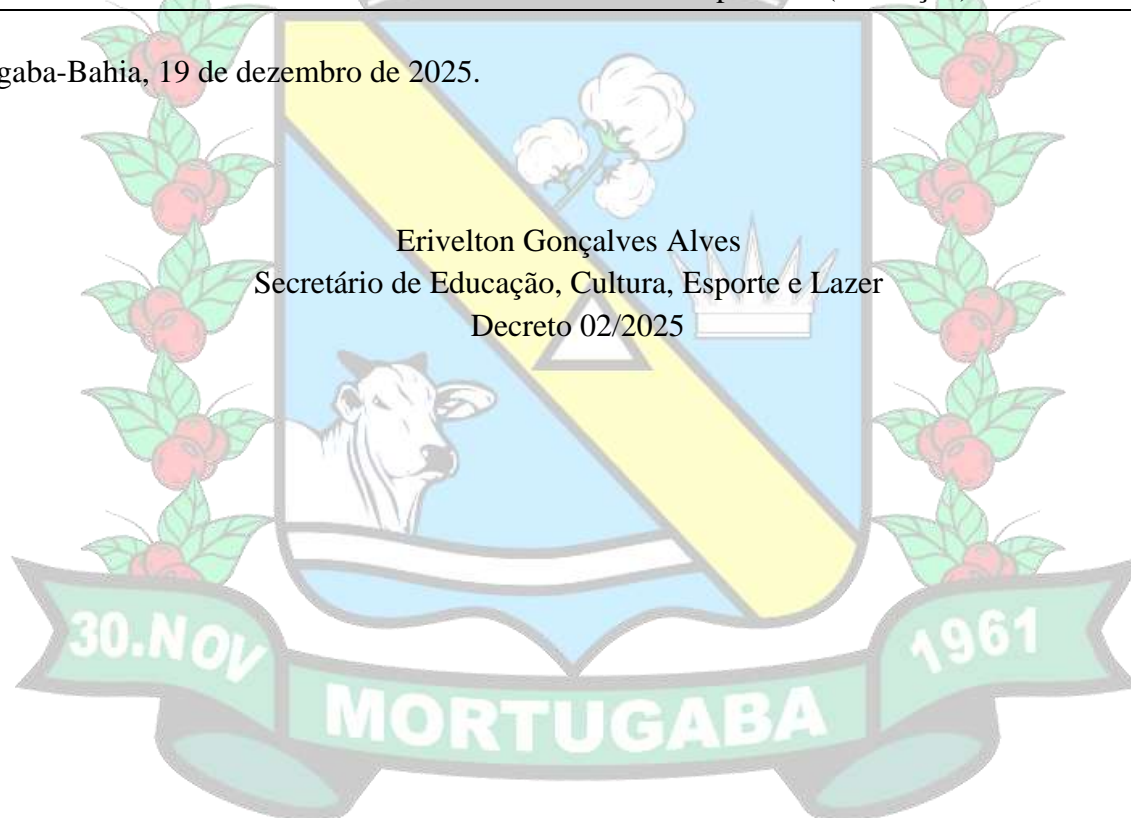 gaba-Bahia, 19 de dezembro de 2025.
Erivelton Gonçalves Alves
Secretário de Educação, Cultura, Esporte e Lazer
Decreto 02/2025
30.NOV
1961
MORTUGABA